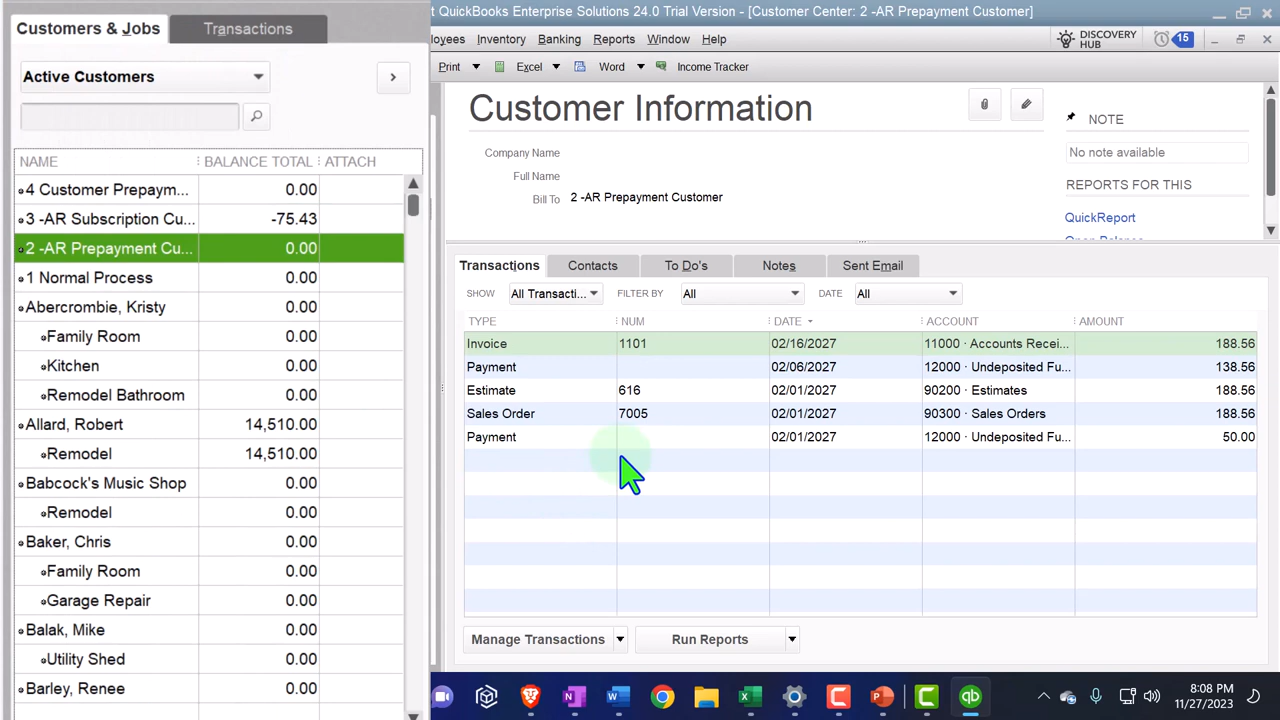 t QuickBooks Enterprise Solutions 24.0 Trial Version - [Customer Center: 2 -AR Prepayment Customer]
Customers & Jobs Transactions
oyees Inventory Banking Reports Window Help DISCOVERY HUB 15
Print Excel Word Income Tracker
Active Customers
Customer Information
NOTE
No note available
Company Name
Full Name
Bill To 2 -AR Prepayment Customer
REPORTS FOR THIS
QuickReport
NAME BALANCE TOTAL ATTACH
4 Customer Prepaym... 0.00
3 -AR Subscription Cu... -75.43
2 -AR Prepayment Cu... 0.00
1 Normal Process 0.00
Abercrombie, Kristy 0.00
Family Room 0.00
Kitchen 0.00
Remodel Bathroom 0.00
Allard, Robert 14,510.00
Remodel 14,510.00
Babcock's Music Shop 0.00
Remodel 0.00
Baker, Chris 0.00
Family Room 0.00
Garage Repair 0.00
Balak, Mike 0.00
Utility Shed 0.00
Barley, Renee 0.00
Transactions Contacts To Do's Notes Sent Email
SHOW All Transacti... FILTER BY All DATE All
TYPE NUM DATE ACCOUNT AMOUNT
Invoice 1101 02/16/2027 11000 · Accounts Recei... 188.56
Payment 02/06/2027 12000 · Undeposited Fu... 138.56
Estimate 616 02/01/2027 90200 · Estimates 188.56
Sales Order 7005 02/01/2027 90300 · Sales Orders 188.56
Payment 02/01/2027 12000 · Undeposited Fu... 50.00
Manage Transactions Run Reports
8:08 PM
11/27/2023